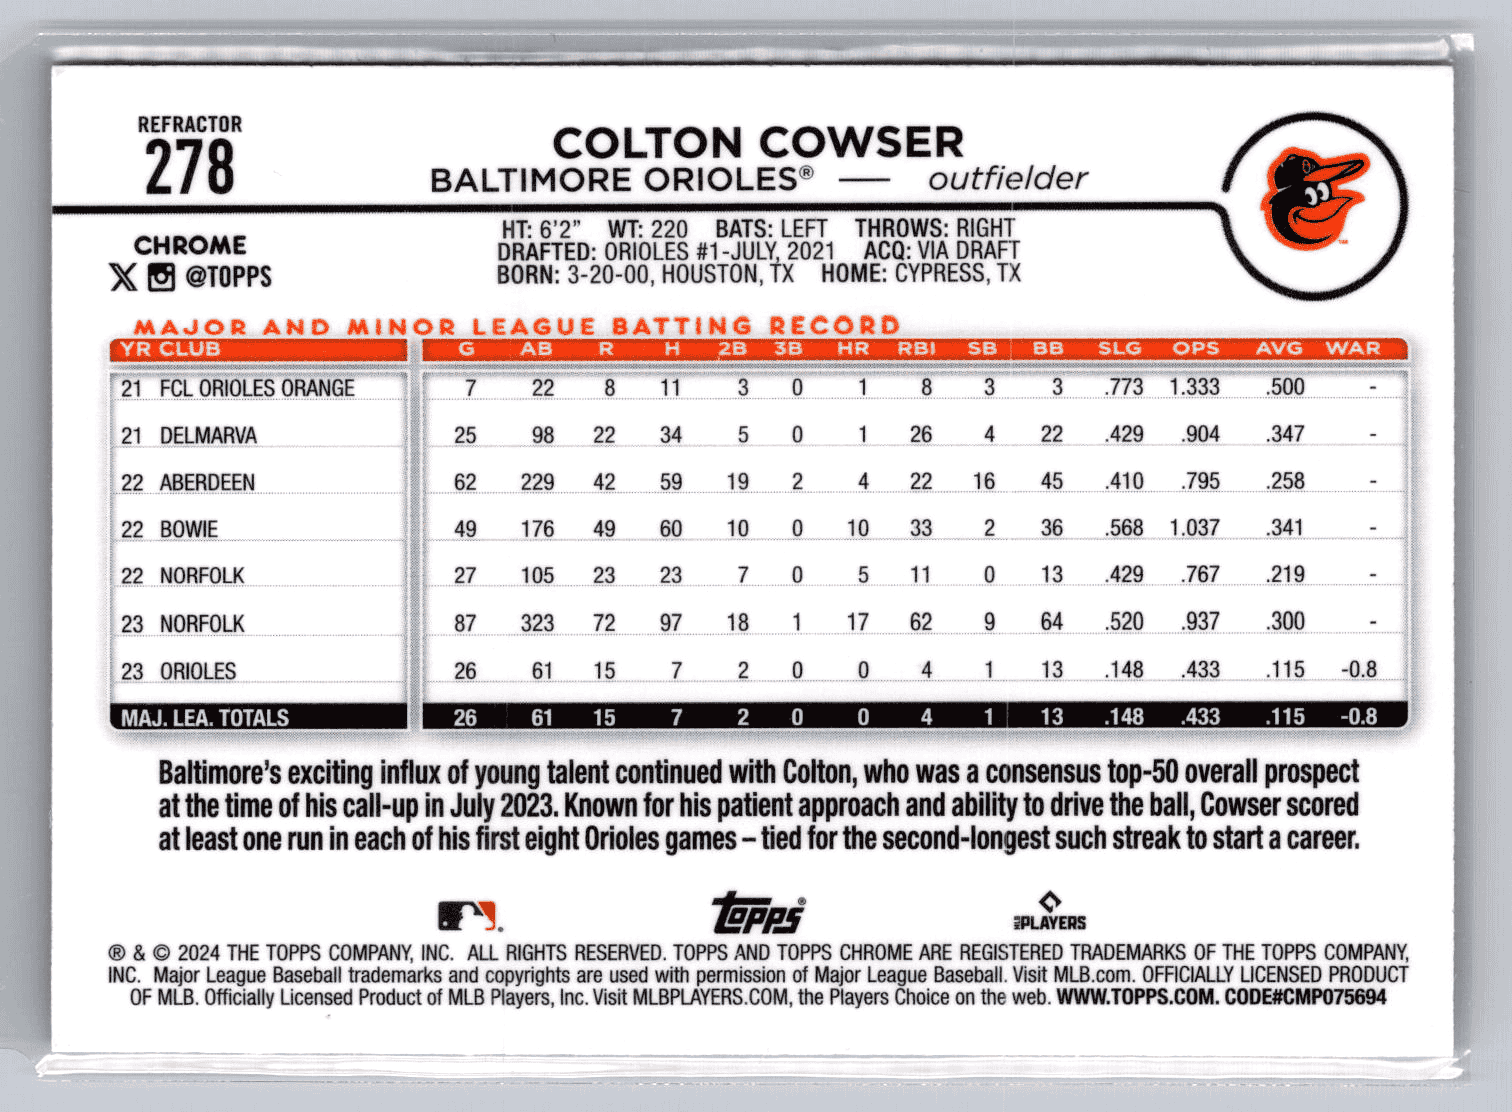 REFRACTOR
278
COLTON COWSER
BALTIMORE ORIOLES® — outfielder
CHROME
X @TOPPS
HT: 6'2" WT: 220 BATS: LEFT THROWS: RIGHT
DRAFTED: ORIOLES #1-JULY, 2021 ACQ: VIA DRAFT
BORN: 3-20-00, HOUSTON, TX HOME: CYPRESS, TX
MAJOR AND MINOR LEAGUE BATTING RECORD
YR CLUB G AB R H 2B 3B HR RBI SB BB SLG OPS AVG WAR
21 FCL ORIOLES ORANGE 7 22 8 11 3 0 1 8 3 3 .773 1.333 .500 -
21 DELMARVA 25 98 22 34 5 0 1 26 4 22 .429 .904 .347 -
22 ABERDEEN 62 229 42 59 19 2 4 22 16 45 .410 .795 .258 -
22 BOWIE 49 176 49 60 10 0 10 33 2 36 .568 1.037 .341 -
22 NORFOLK 27 105 23 23 7 0 5 11 0 13 .429 .767 .219 -
23 NORFOLK 87 323 72 97 18 1 17 62 9 64 .520 .937 .300 -
23 ORIOLES 26 61 15 7 2 0 0 4 1 13 .148 .433 .115 -0.8
MAJ. LEA. TOTALS 26 61 15 7 2 0 0 4 1 13 .148 .433 .115 -0.8
Baltimore's exciting influx of young talent continued with Colton, who was a consensus top-50 overall prospect
at the time of his call-up in July 2023. Known for his patient approach and ability to drive the ball, Cowser scored
at least one run in each of his first eight Orioles games – tied for the second-longest such streak to start a career.
Topps®
MLB PLAYERS
® & © 2024 THE TOPPS COMPANY, INC. ALL RIGHTS RESERVED. TOPPS AND TOPPS CHROME ARE REGISTERED TRADEMARKS OF THE TOPPS COMPANY,
INC. Major League Baseball trademarks and copyrights are used with permission of Major League Baseball. Visit MLB.com. OFFICIALLY LICENSED PRODUCT
OF MLB. Officially Licensed Product of MLB Players, Inc. Visit MLBPLAYERS.COM, the Players Choice on the web. WWW.TOPPS.COM. CODE#CMP075694